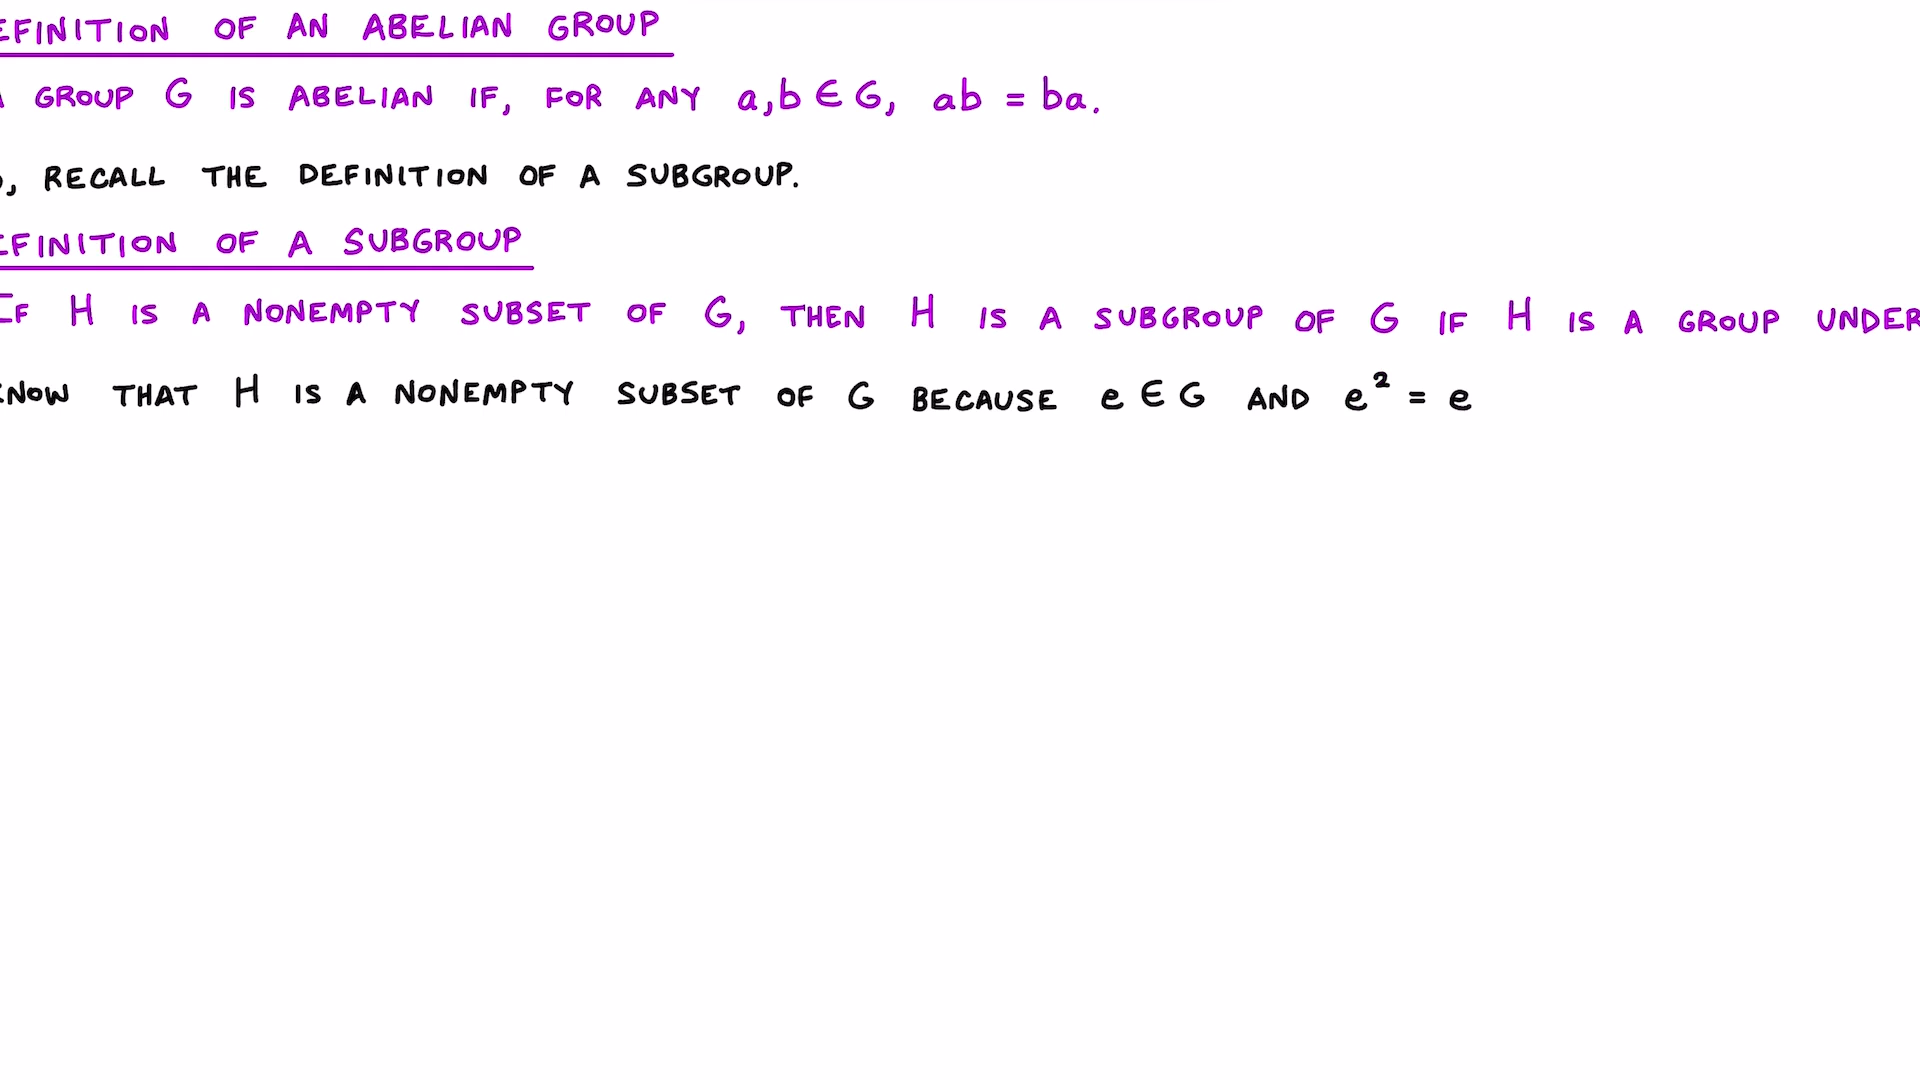 EFINITION OF AN ABELIAN GROUP
GROUP G IS ABELIAN IF, FOR ANY a,b ∈ G, ab = ba.
, RECALL THE DEFINITION OF A SUBGROUP.
EFINITION OF A SUBGROUP
IF H IS A NONEMPTY SUBSET OF G, THEN H IS A SUBGROUP OF G IF H IS A GROUP UNDER
KNOW THAT H IS A NONEMPTY SUBSET OF G BECAUSE e ∈ G AND e² = e